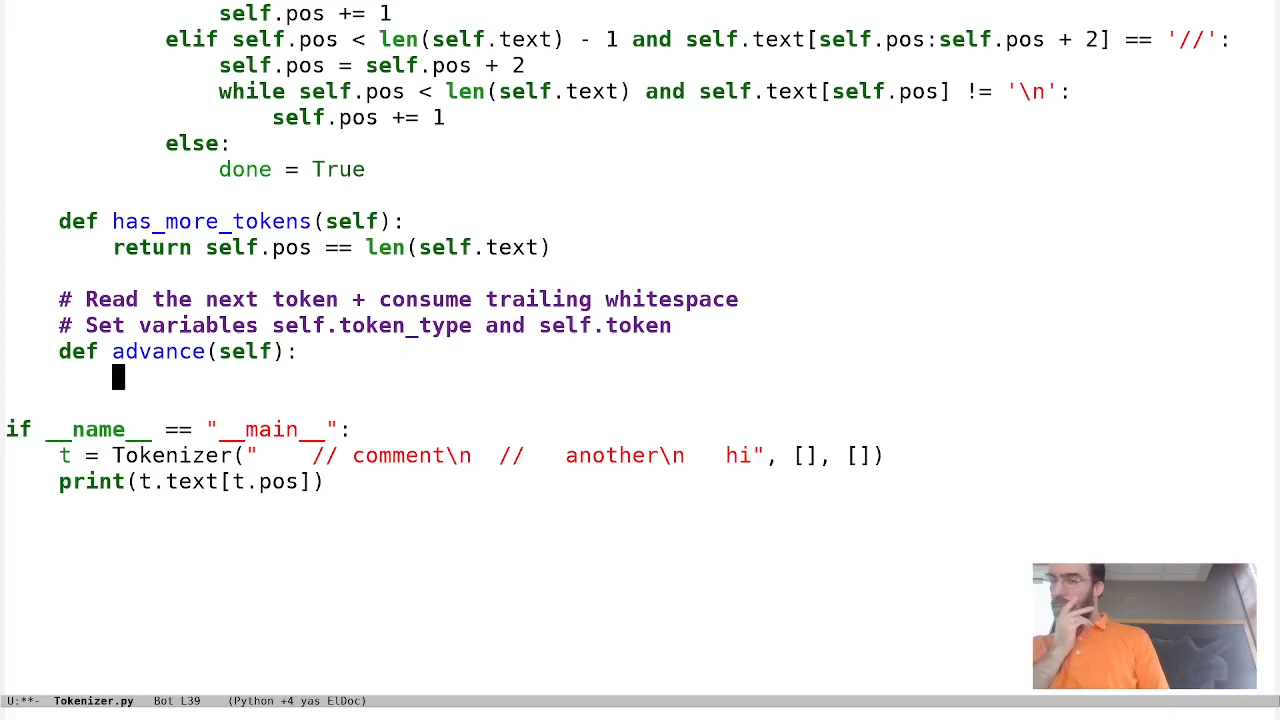 self.pos += 1
        elif self.pos < len(self.text) - 1 and self.text[self.pos:self.pos + 2] == '//':
            self.pos = self.pos + 2
            while self.pos < len(self.text) and self.text[self.pos] != '\n':
                self.pos += 1
        else:
            done = True
def has_more_tokens(self):
    return self.pos == len(self.text)
# Read the next token + consume trailing whitespace
# Set variables self.token_type and self.token
def advance(self):
if __name__ == "__main__":
    t = Tokenizer("    // comment\n  //   another\n   hi", [], [])
    print(t.text[t.pos])
U:**-  Tokenizer.py   Bot L39    (Python +4 yas ElDoc)